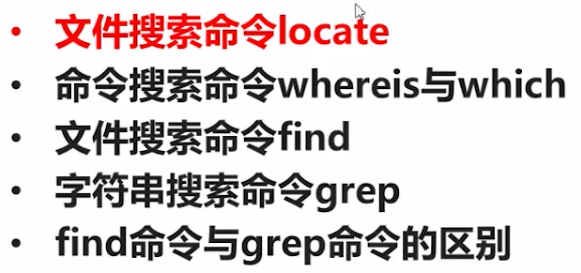 • 文件搜索命令locate
• 命令搜索命令whereis与which
• 文件搜索命令find
• 字符串搜索命令grep
• find命令与grep命令的区别